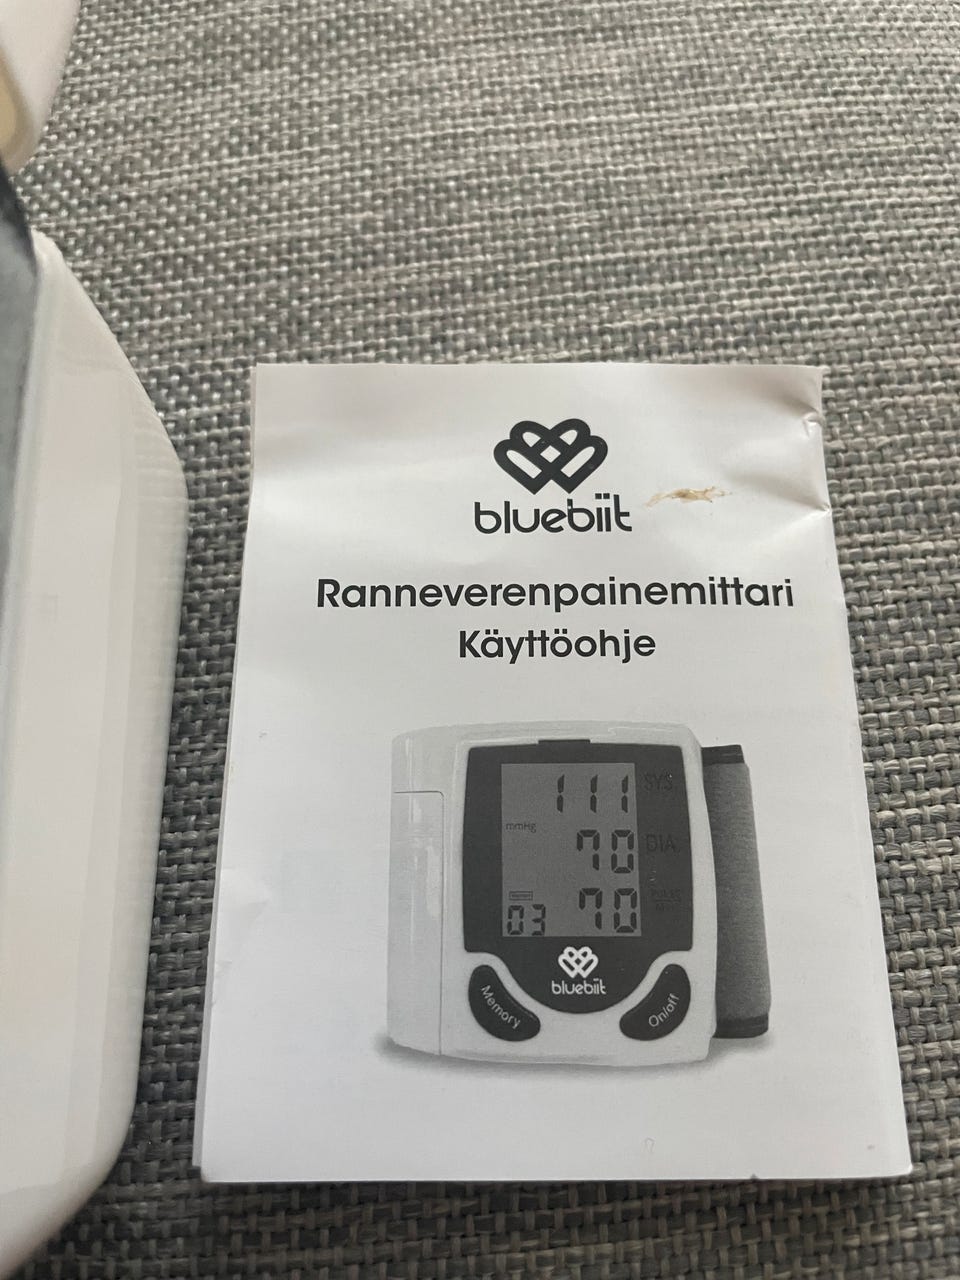 bluebiit
Ranneverenpainemittari
Käyttöohje
111 SYS.
mmHg
70 DIA.
03 70
bluebiit
Memory On/off